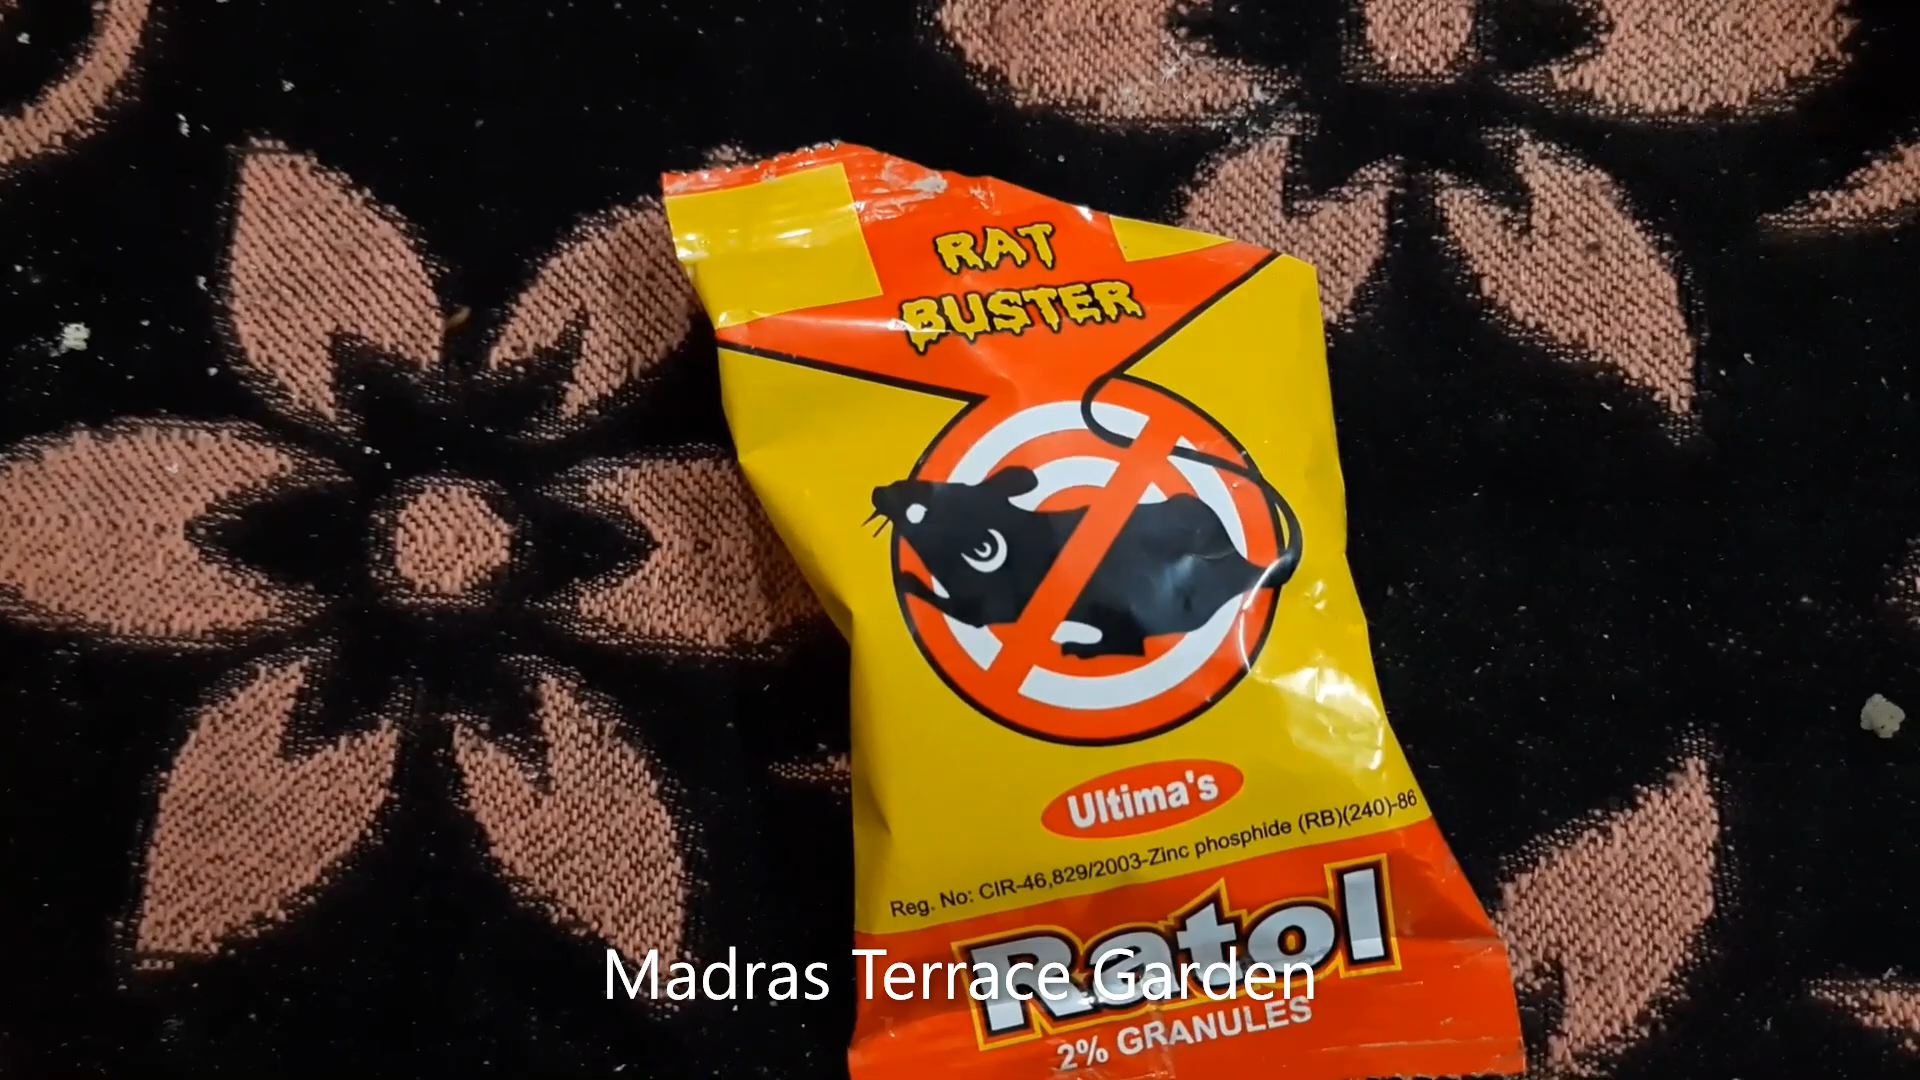 RAT
BUSTER
Ultima's
Reg. No: CIR-46,829/2003-Zinc phosphide (RB)(240)-86
Ratol
Madras Terrace Garden
2% GRANULES